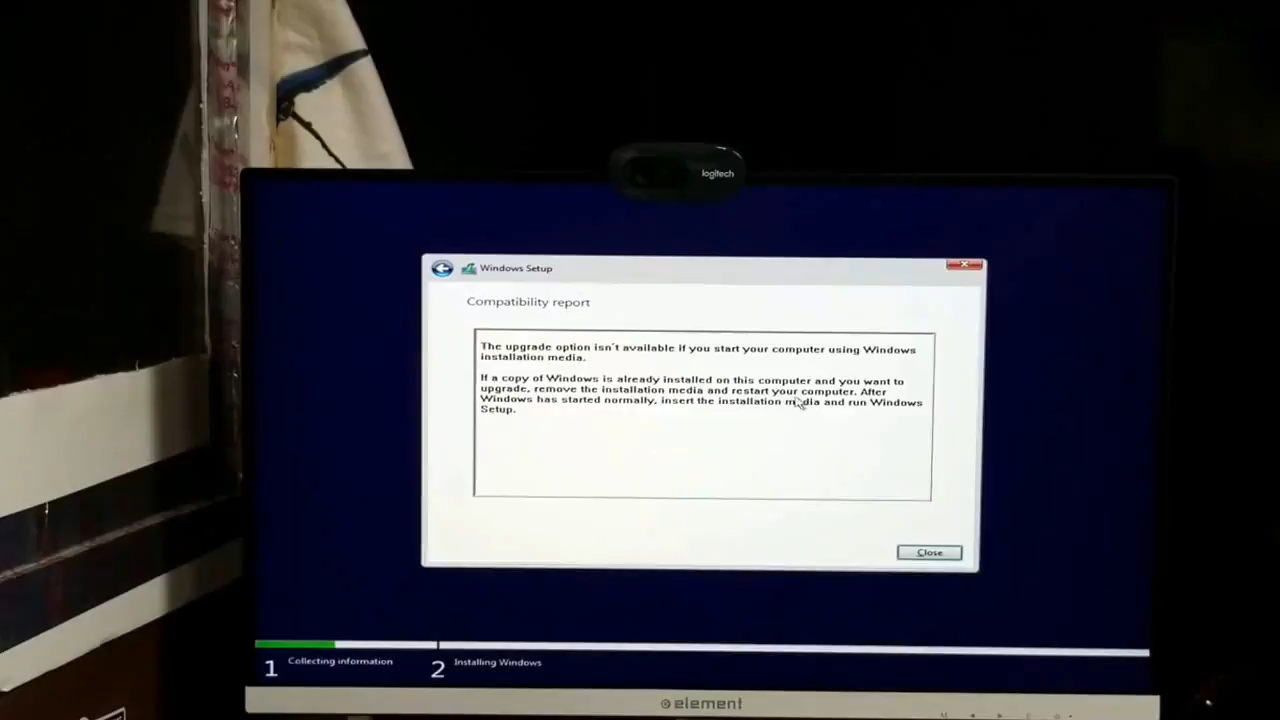 logitech
Windows Setup
Compatibility report
The upgrade option isn't available if you start your computer using Windows
installation media.
If a copy of Windows is already installed on this computer and you want to
upgrade, remove the installation media and restart your computer. After
Windows has started normally, insert the installation media and run Windows
Setup.
Close
1 Collecting information 2 Installing Windows
element